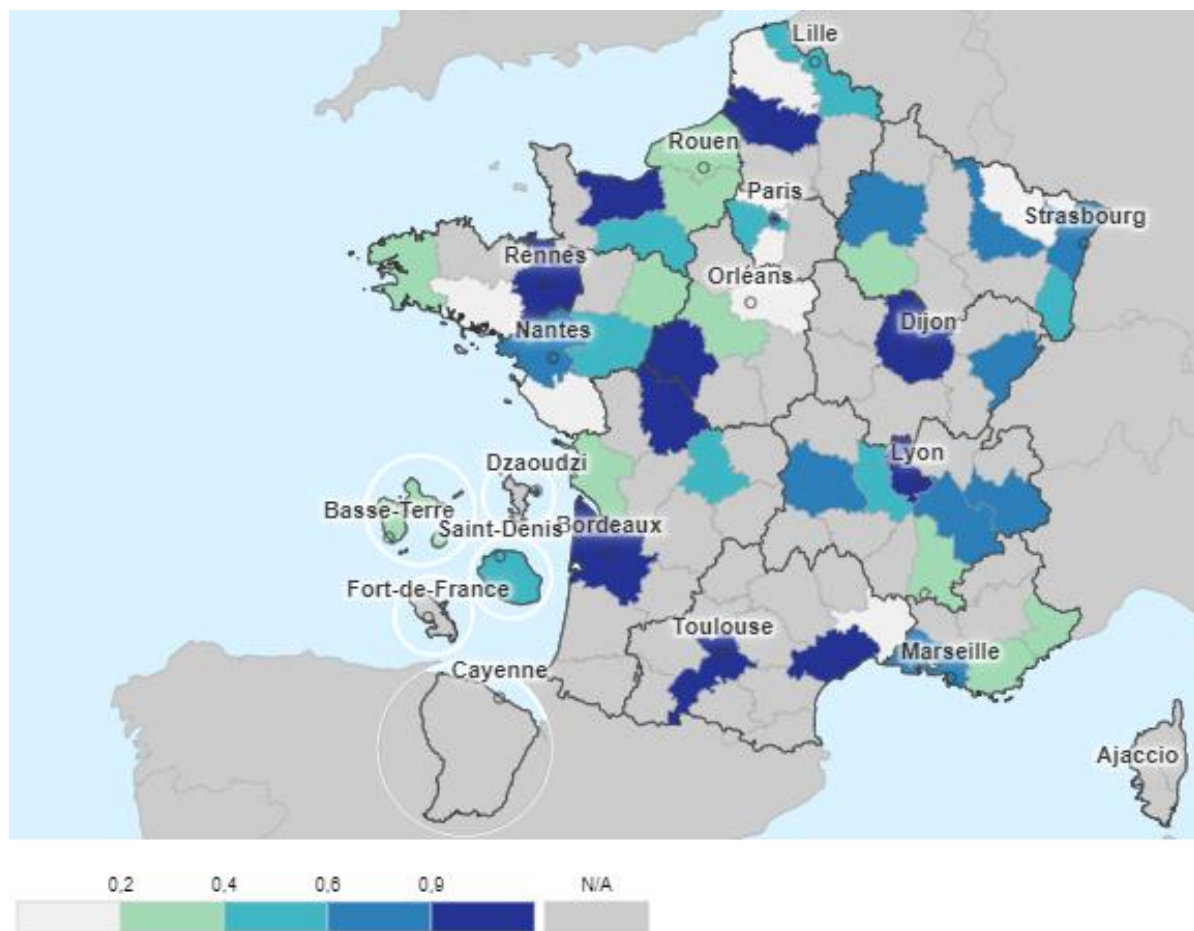 Lille
Rouen
Paris
Strasbourg
Rennes
Orléans
Nantes
Dijon
Lyon
Dzaoudzi
Basse-Terre
Saint-Denis
Bordeaux
Fort-de-France
Toulouse
Marseille
Cayenne
Ajaccio
0,2 0,4 0,6 0,9 N/A